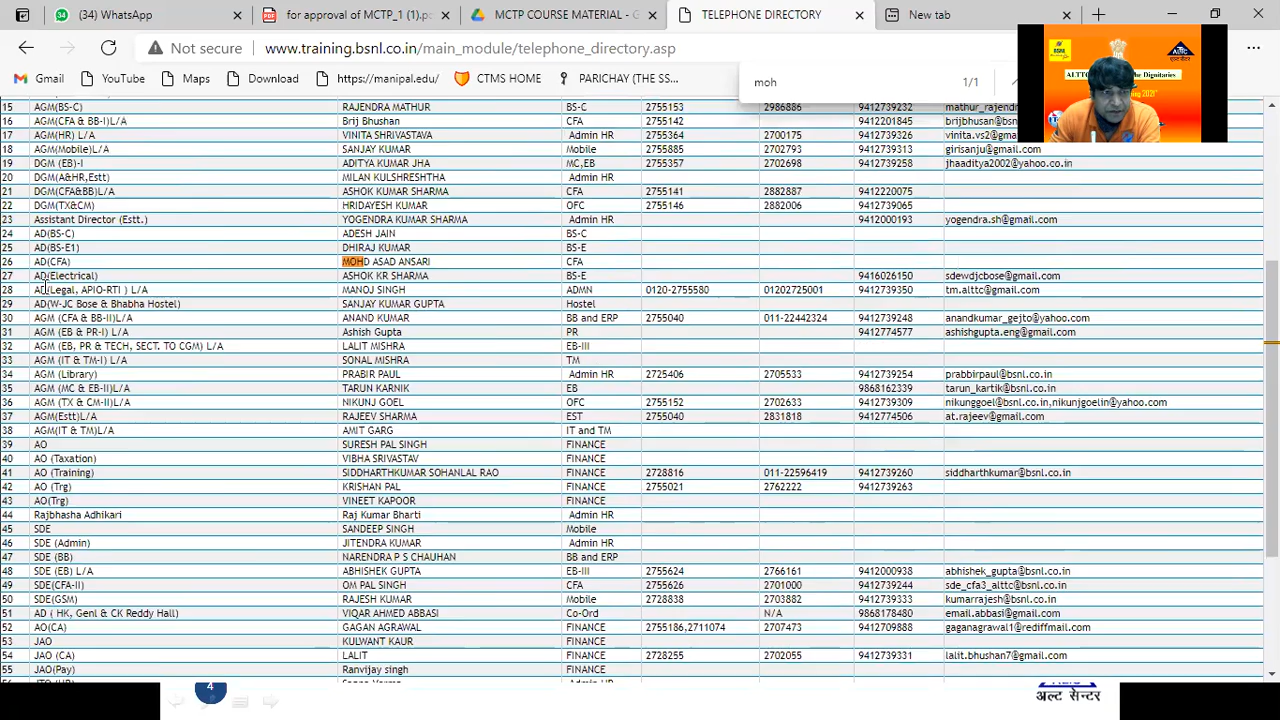 (34) WhatsApp
for approval of MCTP_1 (1).pc
MCTP COURSE MATERIAL - G
TELEPHONE DIRECTORY
New tab
Not secure www.training.bsnl.co.in/main_module/telephone_directory.asp
Gmail YouTube Maps Download https://manipal.edu/ CTMS HOME PARICHAY (THE SS...
moh 1/1
15 AGM(BS-C) RAJENDRA MATHUR BS-C 2755153 2986886 9412739232 mathur_rajend
16 AGM(CFA & BB-I)L/A Brij Bhushan CFA 2755142 9412201845 brijbhusan@bsnl
17 AGM(HR) L/A VINITA SHRIVASTAVA Admin HR 2755364 2700175 9412739326 vinita.vs2@gmail
18 AGM(Mobile)L/A SANJAY KUMAR Mobile 2755885 2702793 9412739313 girisanju@gmail.com
19 DGM (EB)-I ADITYA KUMAR JHA MC,EB 2755357 2702698 9412739258 jhaaditya2002@yahoo.co.in
20 DGM(A&HR,Estt) MILAN KULSHRESHTHA Admin HR
21 DGM(CFA&BB)L/A ASHOK KUMAR SHARMA CFA 2755141 2882887 9412220075
22 DGM(TX&CM) HRIDAYESH KUMAR OFC 2755146 2882006 9412739065
23 Assistant Director (Estt.) YOGENDRA KUMAR SHARMA Admin HR 9412000193 yogendra.sh@gmail.com
24 AD(BS-C) ADESH JAIN BS-C
25 AD(BS-E1) DHIRAJ KUMAR BS-E
26 AD(CFA) MOHD ASAD ANSARI CFA
27 AD(Electrical) ASHOK KR SHARMA BS-E 9416026150 sdewdjcbose@gmail.com
28 AD(Legal, APIO-RTI ) L/A MANOJ SINGH ADMN 0120-2755580 01202725001 9412739350 tm.alttc@gmail.com
29 AD(W-JC Bose & Bhabha Hostel) SANJAY KUMAR GUPTA Hostel
30 AGM (CFA & BB-II)L/A ANAND KUMAR BB and ERP 2755040 011-22442324 9412739248 anandkumar_gejto@yahoo.com
31 AGM (EB & PR-I) L/A Ashish Gupta PR 9412774577 ashishgupta.eng@gmail.com
32 AGM (EB, PR & TECH, SECT. TO CGM) L/A LALIT MISHRA EB-III
33 AGM (IT & TM-I) L/A SONAL MISHRA TM
34 AGM (Library) PRABIR PAUL Admin HR 2725406 2705533 9412739254 prabbirpaul@bsnl.co.in
35 AGM (MC & EB-II)L/A TARUN KARNIK EB 9868162339 tarun_kartik@bsnl.co.in
36 AGM (TX & CM-II)L/A NIKUNJ GOEL OFC 2755152 2702633 9412739309 nikunggoel@bsnl.co.in,nikunjgoelin@yahoo.com
37 AGM(Estt)L/A RAJEEV SHARMA EST 2755040 2831818 9412774506 at.rajeev@gmail.com
38 AGM(IT & TM)L/A AMIT GARG IT and TM
39 AO SURESH PAL SINGH FINANCE
40 AO (Taxation) VIBHA SRIVASTAV FINANCE
41 AO (Training) SIDDHARTHKUMAR SOHANLAL RAO FINANCE 2728816 011-22596419 9412739260 siddharthkumar@bsnl.co.in
42 AO (Trg) KRISHAN PAL FINANCE 2755021 2762222 9412739263
43 AO(Trg) VINEET KAPOOR FINANCE
44 Rajbhasha Adhikari Raj Kumar Bharti Admin HR
45 SDE SANDEEP SINGH Mobile
46 SDE (Admin) Admin HR
47 SDE (BB) NARENDRA P S CHAUHAN BB and ERP
48 SDE (EB) L/A ABHISHEK GUPTA EB-III 2755624 2766161 9412000938 abhishek_gupta@bsnl.co.in
49 SDE(CFA-II) OM PAL SINGH CFA 2755626 2701000 9412739244 sde_cfa3_alttc@bsnl.co.in
50 SDE(GSM) RAJESH KUMAR Mobile 2728838 2703882 9412739333 kumarrajesh@bsnl.co.in
51 AD ( HK, Genl & CK Reddy Hall) VIQAR AHMED ABBASI Co-Ord N/A 9868178480 email.abbasi@gmail.com
52 AO(CA) GAGAN AGRAWAL FINANCE 2755186,2711074 2707473 9412709888 gaganagrawal1@rediffmail.com
53 JAO KULWANT KAUR FINANCE
54 JAO (CA) LALIT FINANCE 2728255 2702055 9412739331 lalit.bhushan7@gmail.com
55 JAO(Pay) Ranvijay singh FINANCE
4
अल्ट सेन्टर